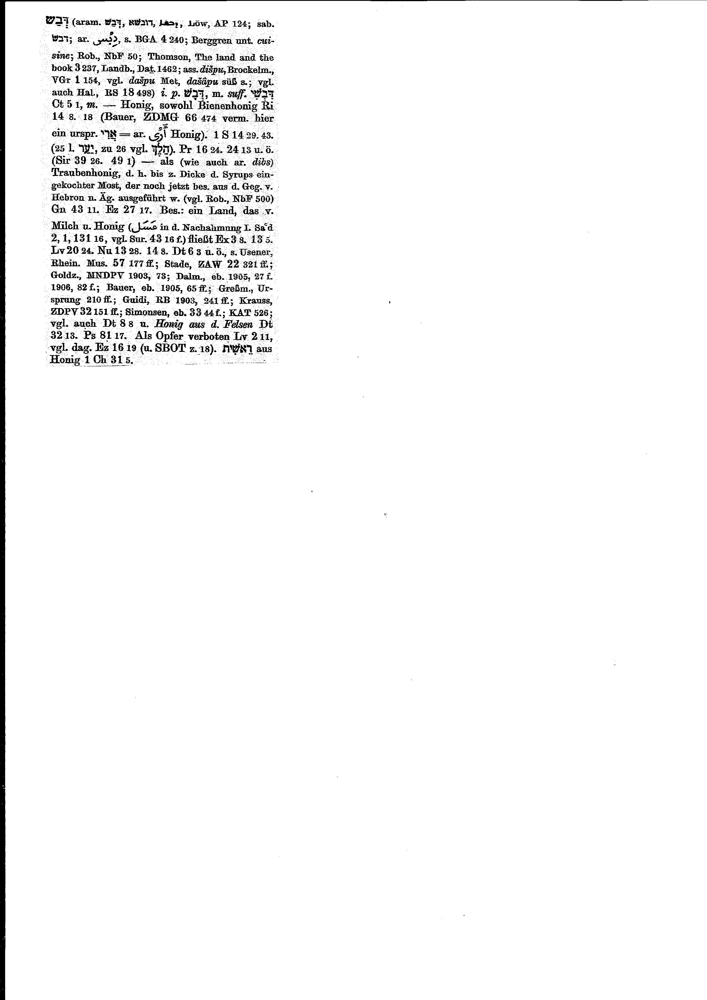 דְּבַשׁ (aram. דְּבַשׁ, דובשא, ܕܒܫܐ, Löw, AP 124; sab.
דבש; ar. دِبْس, s. BGA 4 240; Berggren unt. cui-
sine; Rob., NbF 50; Thomson, The land and the
book 3 237, Landb., Dat. 1462; ass. dišpu, Brockelm.,
VGr 1 154, vgl. dašpu Met, dašâpu süß s.; vgl.
auch Hal., RS 18 498) i. p. דְּבָשׁ, m. suff. דִּבְשִׁי
Ct 5 1, m. — Honig, sowohl Bienenhonig Ri
14 8. 18 (Bauer, ZDMG 66 474 verm. hier
ein urspr. אֲרִי = ar. أَرْىٌ Honig). 1 S 14 29. 43.
(25 l. יַעַר, zu 26 vgl. הֵלֶךְ). Pr 16 24. 24 13 u. ö.
(Sir 39 26. 49 1) — als (wie auch ar. dibs)
Traubenhonig, d. h. bis z. Dicke d. Syrups ein-
gekochter Most, der noch jetzt bes. aus d. Geg. v.
Hebron n. Äg. ausgeführt w. (vgl. Rob., NbF 500)
Gn 43 11. Ez 27 17. Bes.: ein Land, das v.
Milch u. Honig (عَسَل in d. Nachahmung I. Saʿd
2, 1, 131 16, vgl. Sur. 43 16 f.) fließt Ex 3 8. 13 5.
Lv 20 24. Nu 13 28. 14 8. Dt 6 3 u. ö., s. Usener,
Rhein. Mus. 57 177 ff.; Stade, ZAW 22 321 ff.;
Goldz., MNDPV 1903, 73; Dalm., eb. 1905, 27 f.
1906, 82 f.; Bauer, eb. 1905, 65 ff.; Greßm., Ur-
sprung 210 ff.; Guidi, RB 1903, 241 ff.; Krauss,
ZDPV 32 151 ff.; Simonsen, eb. 33 44 f.; KAT 526;
vgl. auch Dt 8 8 u. Honig aus d. Felsen Dt
32 13. Ps 81 17. Als Opfer verboten Lv 2 11,
vgl. dag. Ez 16 19 (u. SBOT z. 18). רֵאשִׁית aus
Honig 1 Ch 31 5.